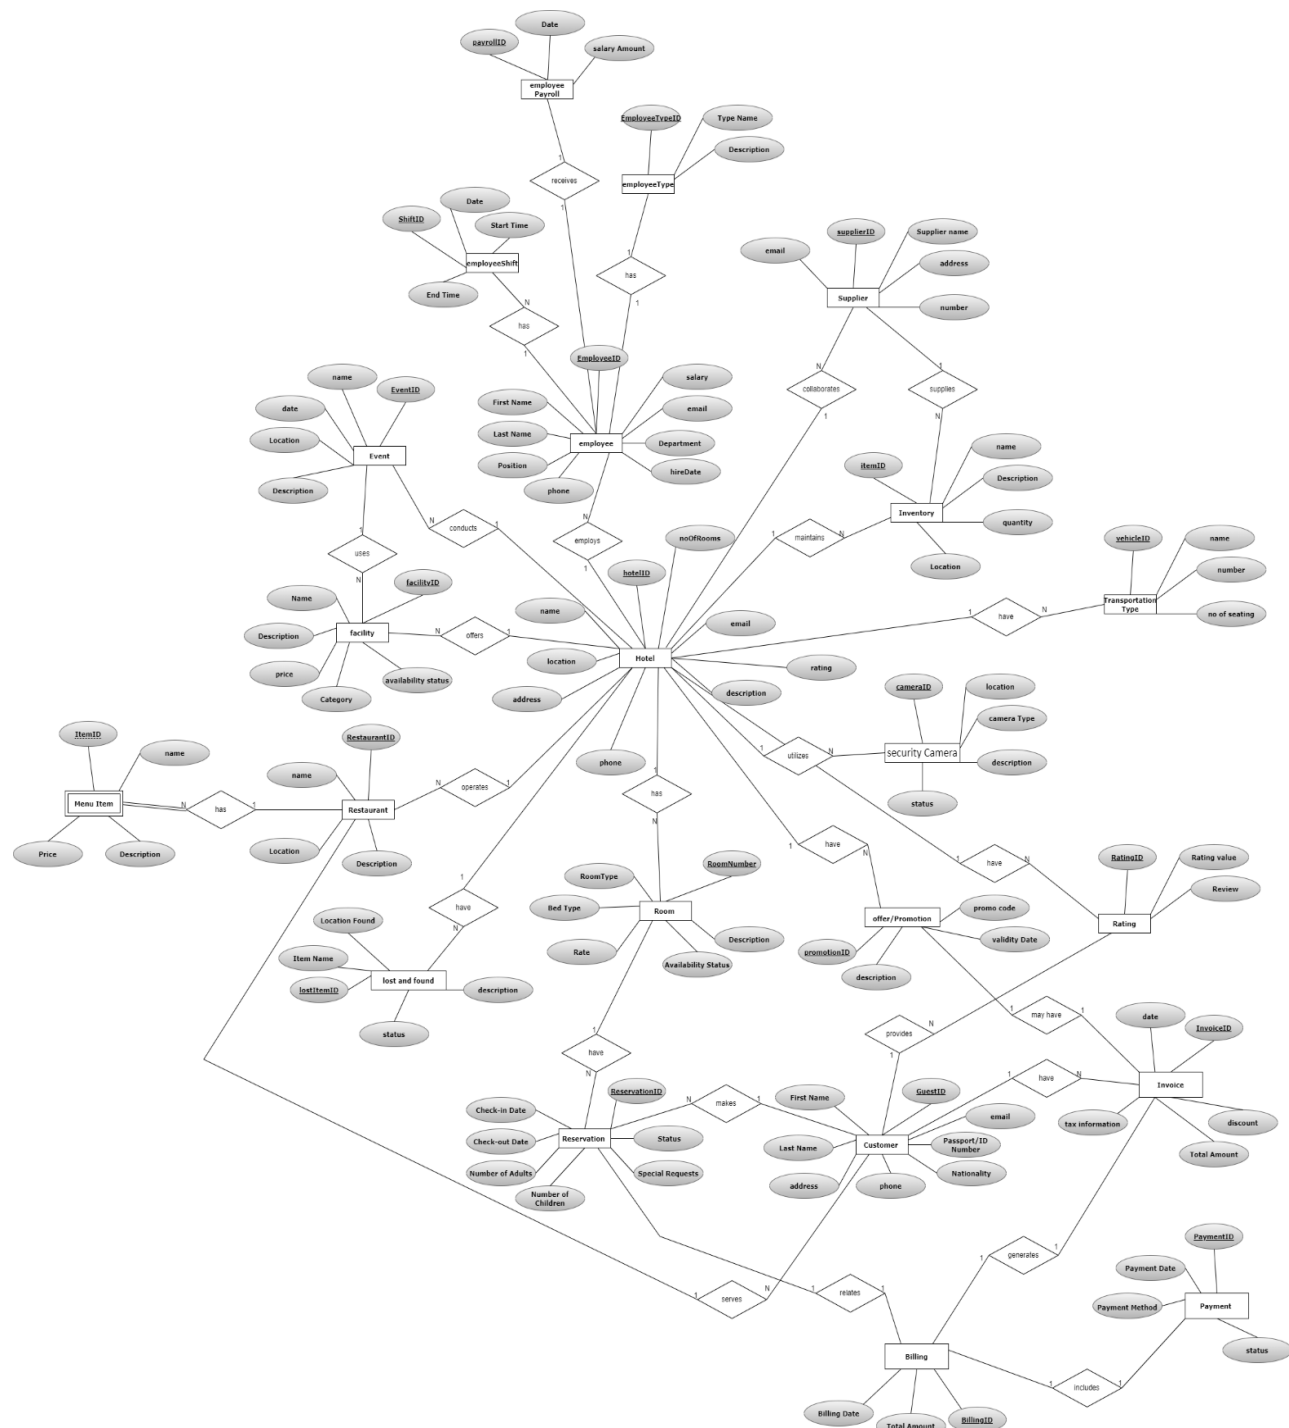 Date
payrollID
salary Amount
employee
Payroll
1
receives
1
EmployeeTypeID
Type Name
Description
employeeType
1
1
has
1
1
Date
ShiftID
Start Time
employeeShift
End Time
N
has
1
supplierID
Supplier name
email
address
Supplier
number
N
collaborates
1
1
supplies
N
EmployeeID
salary
First Name
email
Last Name
employee
Department
Position
hireDate
phone
N
employs
1
name
EventID
date
Location
Event
Description
N
conducts
1
1
uses
N
name
itemID
Description
Inventory
quantity
Location
1
maintains
N
noOfRooms
hotelID
name
email
Hotel
location
rating
address
description
phone
facilityID
Name
Description
facility
price
availability status
Category
N
offers
1
vehicleID
name
number
Transportation
Type
no of seating
1
have
N
cameraID
location
camera Type
security Camera
description
status
1
utilizes
N
ItemID
name
Menu Item
Price
Description
N
has
1
RestaurantID
name
Restaurant
Location
Description
N
operates
1
1
has
N
1
have
N
1
have
N
RoomNumber
RoomType
Bed Type
Room
Rate
Description
Availability Status
promo code
offer/Promotion
promotionID
validity Date
description
RatingID
Rating value
Review
Rating
1
have
N
Location Found
Item Name
lost and found
lostItemID
description
status
N
provides
1
1
may have
1
1
have
N
date
InvoiceID
Invoice
tax information
discount
Total Amount
1
have
N
ReservationID
Check-in Date
Check-out Date
Reservation
Status
Number of Adults
Special Requests
Number of
Children
N
makes
1
First Name
GuestID
email
Last Name
Customer
Passport/ID
Number
Nationality
address
phone
1
generates
1
1
serves
N
1
relates
1
PaymentID
Payment Date
Payment Method
Payment
status
Billing
Billing Date
Total Amount
BillingID
1
includes
1